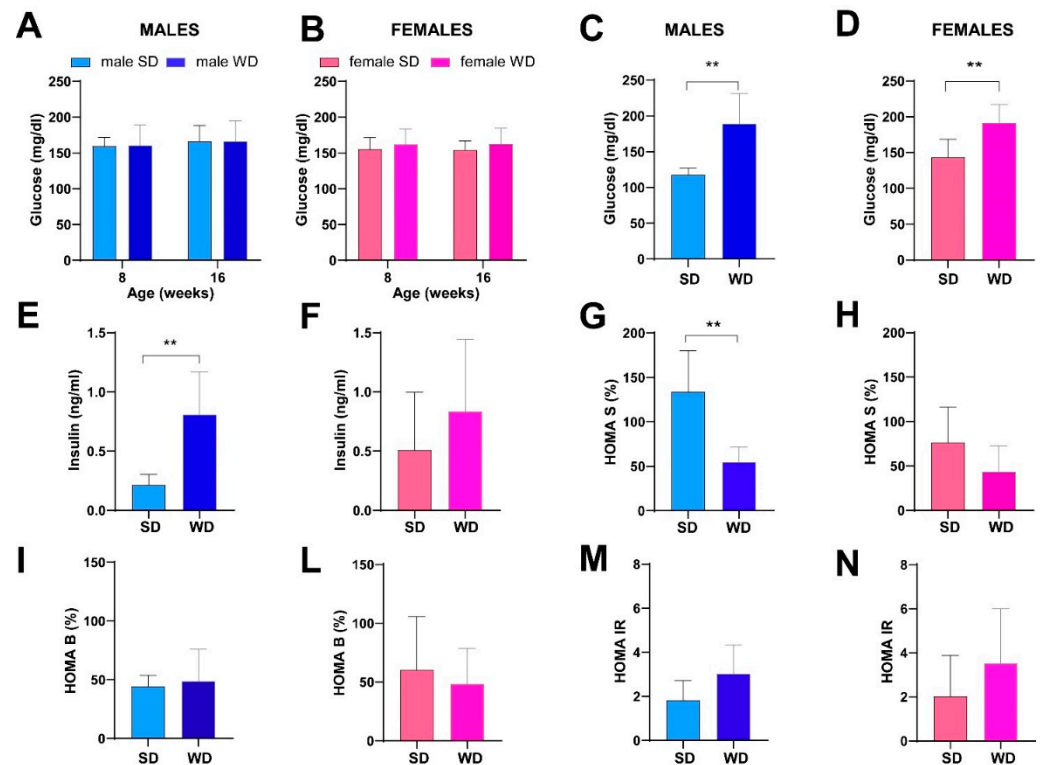 A MALES B FEMALES C MALES D FEMALES
male SD male WD female SD female WD
** **
Glucose (mg/dl) Glucose (mg/dl) Glucose (mg/dl) Glucose (mg/dl)
250 250 250 250
200 200 200 200
150 150 150 150
100 100 100 100
50 50 50 50
0 0 0 0
8 16 8 16 SD WD SD WD
Age (weeks) Age (weeks)
E F G H
** **
Insulin (ng/ml) Insulin (ng/ml) HOMA S (%) HOMA S (%)
1.5 1.5 200 200
150 150
1.0 1.0
100 100
0.5 0.5
50 50
0.0 0.0 0 0
SD WD SD WD SD WD SD WD
I L M N
HOMA B (%) HOMA B (%) HOMA IR HOMA IR
150 150 8 8
6 6
100 100
4 4
50 50
2 2
0 0 0 0
SD WD SD WD SD WD SD WD